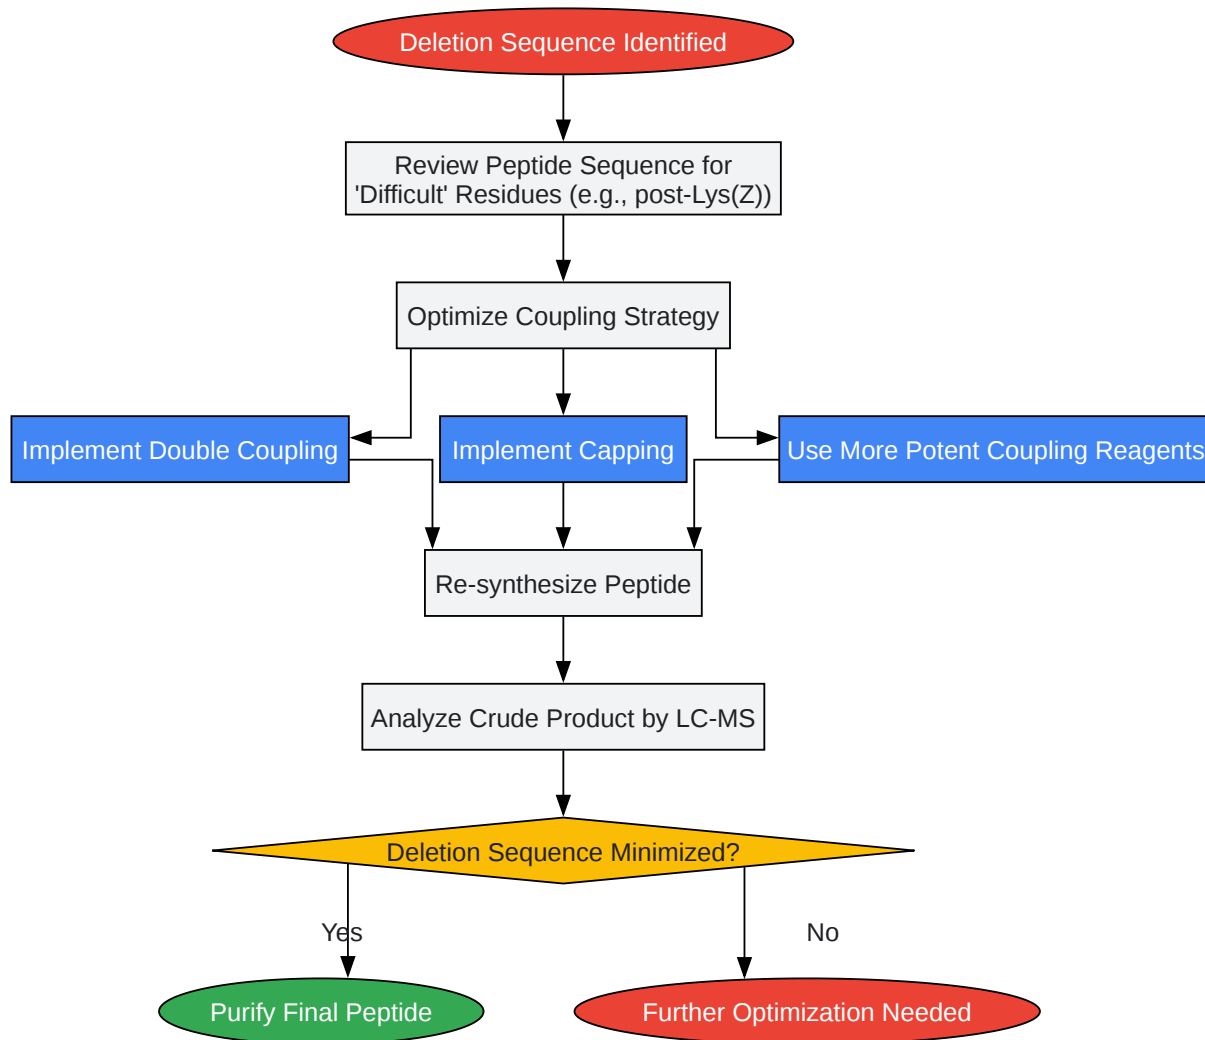 Deletion Sequence Identified
Review Peptide Sequence for
'Difficult' Residues (e.g., post-Lys(Z))
Optimize Coupling Strategy
Implement Double Coupling
Implement Capping
Use More Potent Coupling Reagents
Re-synthesize Peptide
Analyze Crude Product by LC-MS
Deletion Sequence Minimized?
Yes
No
Purify Final Peptide
Further Optimization Needed